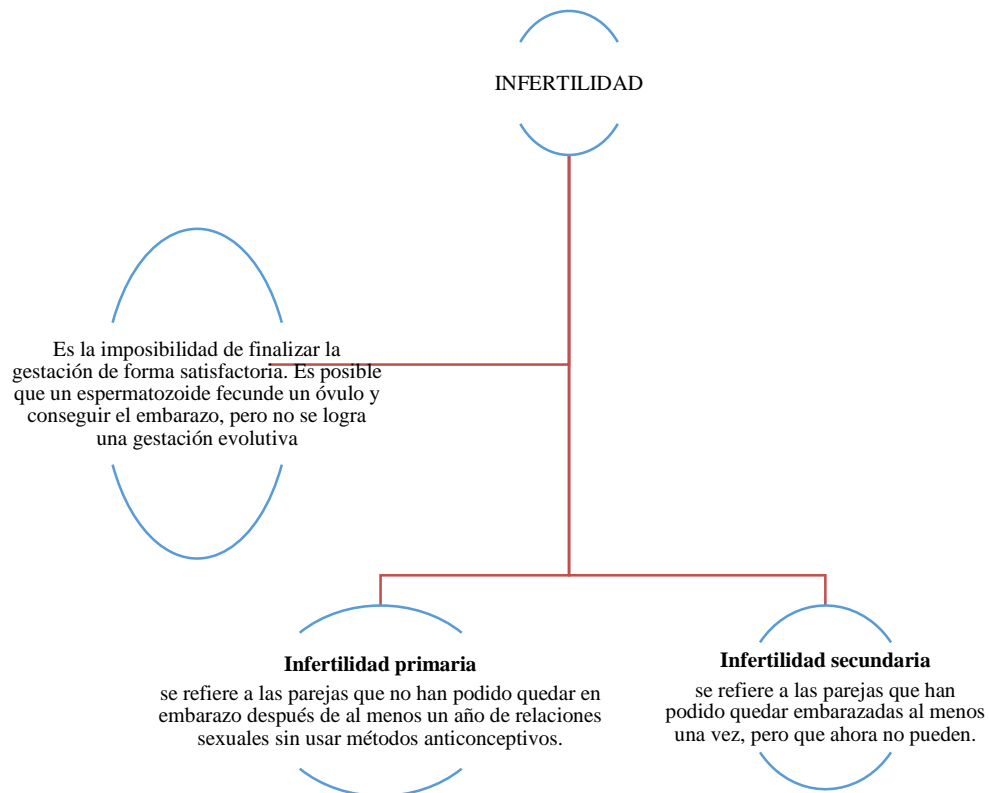 INFERTILIDAD
Es la imposibilidad de finalizar la
gestación de forma satisfactoria. Es posible
que un espermatozoide fecunde un óvulo y
conseguir el embarazo, pero no se logra
una gestación evolutiva
Infertilidad primaria
se refiere a las parejas que no han podido quedar en
embarazo después de al menos un año de relaciones
sexuales sin usar métodos anticonceptivos.
Infertilidad secundaria
se refiere a las parejas que han
podido quedar embarazadas al menos
una vez, pero que ahora no pueden.